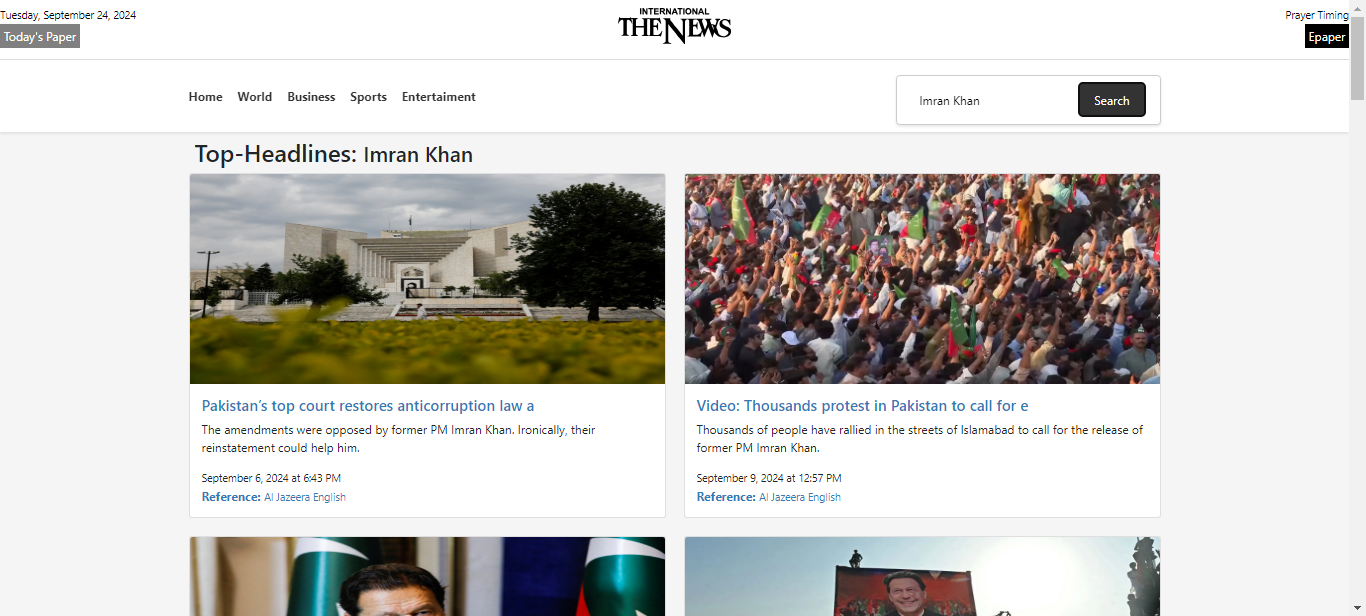 Tuesday, September 24, 2024
Today's Paper
INTERNATIONAL
THE NEWS
Prayer Timing
Epaper
Home World Business Sports Entertaiment
Imran Khan
Search
Top-Headlines: Imran Khan
Pakistan’s top court restores anticorruption law a
The amendments were opposed by former PM Imran Khan. Ironically, their
reinstatement could help him.
September 6, 2024 at 6:43 PM
Reference: Al Jazeera English
Video: Thousands protest in Pakistan to call for e
Thousands of people have rallied in the streets of Islamabad to call for the release of
former PM Imran Khan.
September 9, 2024 at 12:57 PM
Reference: Al Jazeera English